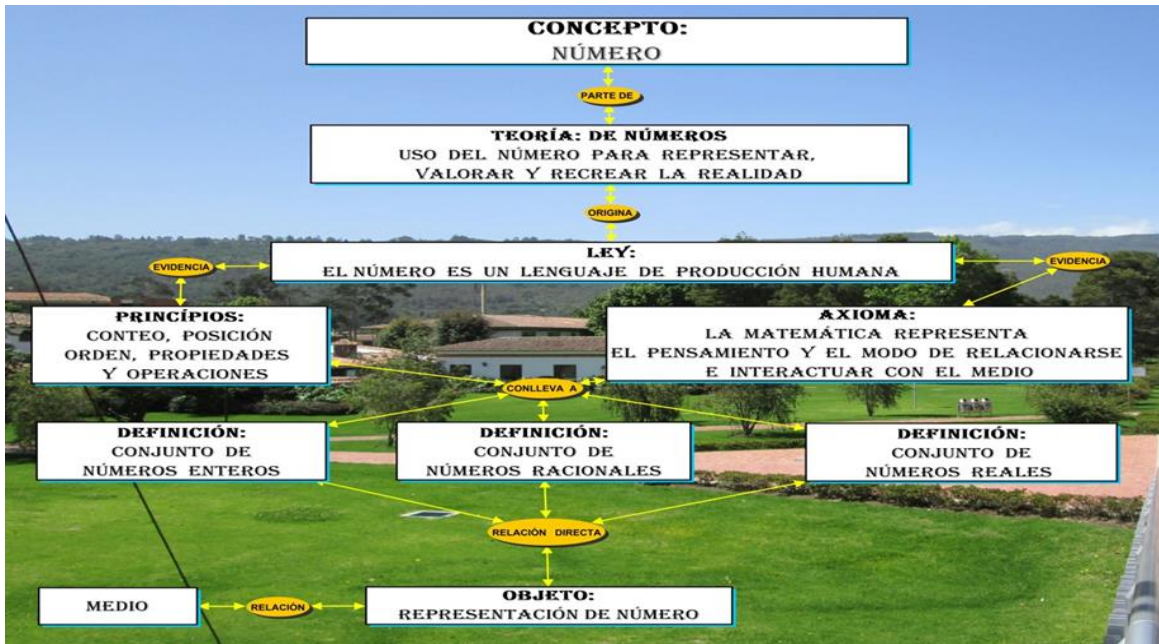 CONCEPTO:
NÚMERO
PARTE DE
TEORÍA: DE NÚMEROS
USO DEL NÚMERO PARA REPRESENTAR,
VALORAR Y RECREAR LA REALIDAD
ORIGINA
LEY:
EL NÚMERO ES UN LENGUAJE DE PRODUCCIÓN HUMANA
EVIDENCIA
EVIDENCIA
PRINCÍPIOS:
CONTEO, POSICIÓN
ORDEN, PROPIEDADES
Y OPERACIONES
AXIOMA:
LA MATEMÁTICA REPRESENTA
EL PENSAMIENTO Y EL MODO DE RELACIONARSE
E INTERACTUAR CON EL MEDIO
CONLLEVA A
DEFINICIÓN:
CONJUNTO DE
NÚMEROS ENTEROS
DEFINICIÓN:
CONJUNTO DE
NÚMEROS RACIONALES
DEFINICIÓN:
CONJUNTO DE
NÚMEROS REALES
RELACIÓN DIRECTA
MEDIO
RELACIÓN
OBJETO:
REPRESENTACIÓN DE NÚMERO